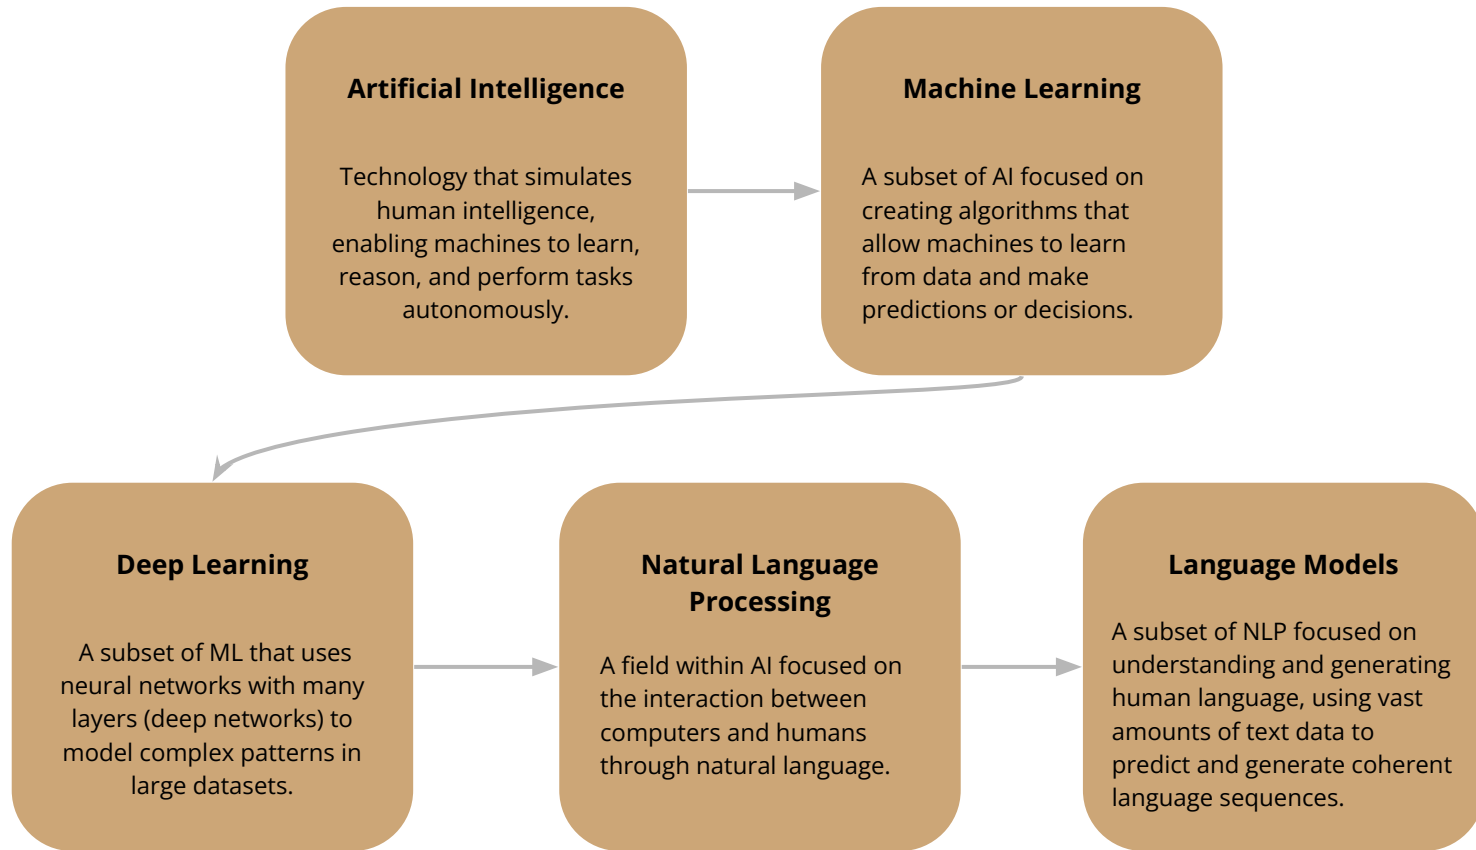 Artificial Intelligence
Technology that simulates
human intelligence,
enabling machines to learn,
reason, and perform tasks
autonomously.
Machine Learning
A subset of AI focused on
creating algorithms that
allow machines to learn
from data and make
predictions or decisions.
Deep Learning
A subset of ML that uses
neural networks with many
layers (deep networks) to
model complex patterns in
large datasets.
Natural Language
Processing
A field within AI focused on
the interaction between
computers and humans
through natural language.
Language Models
A subset of NLP focused on
understanding and generating
human language, using vast
amounts of text data to
predict and generate coherent
language sequences.